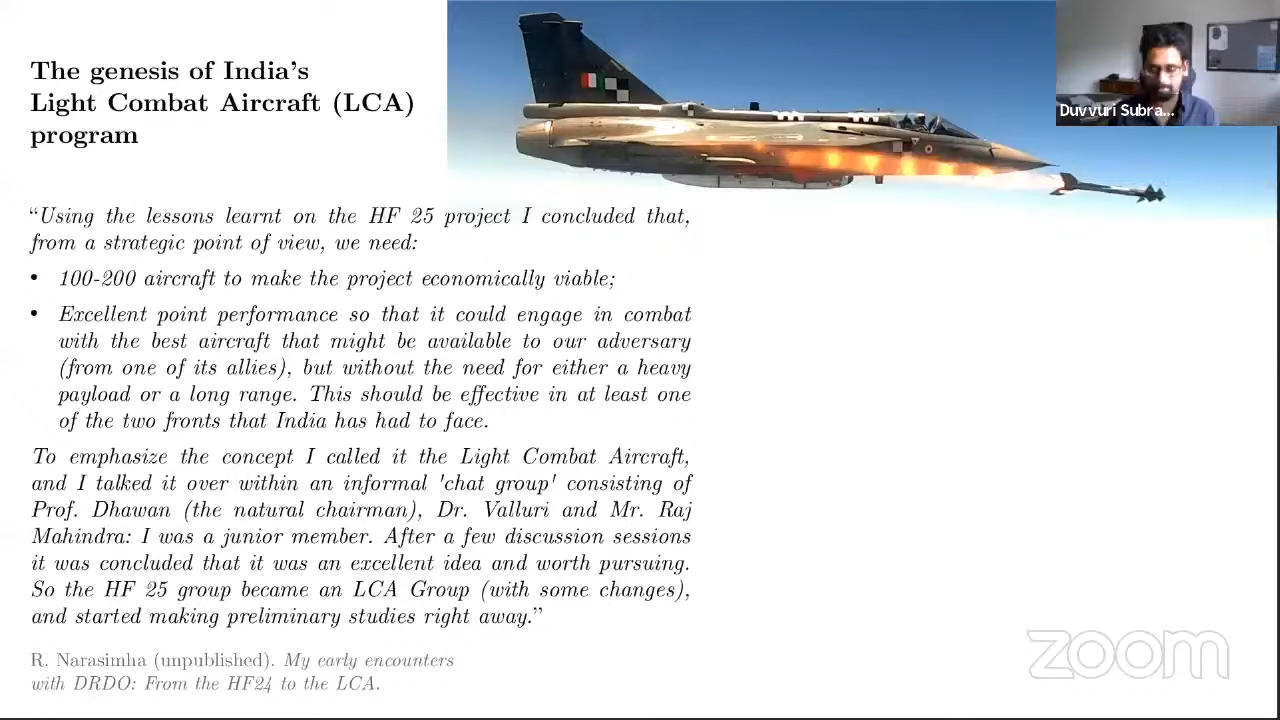 The genesis of India's
Light Combat Aircraft (LCA)
program
Duvvuri Subra...
“Using the lessons learnt on the HF 25 project I concluded that,
from a strategic point of view, we need:
• 100-200 aircraft to make the project economically viable;
• Excellent point performance so that it could engage in combat
with the best aircraft that might be available to our adversary
(from one of its allies), but without the need for either a heavy
payload or a long range. This should be effective in at least one
of the two fronts that India has had to face.
To emphasize the concept I called it the Light Combat Aircraft,
and I talked it over within an informal 'chat group' consisting of
Prof. Dhawan (the natural chairman), Dr. Valluri and Mr. Raj
Mahindra: I was a junior member. After a few discussion sessions
it was concluded that it was an excellent idea and worth pursuing.
So the HF 25 group became an LCA Group (with some changes),
and started making preliminary studies right away.”
R. Narasimha (unpublished). My early encounters
with DRDO: From the HF24 to the LCA.
zoom